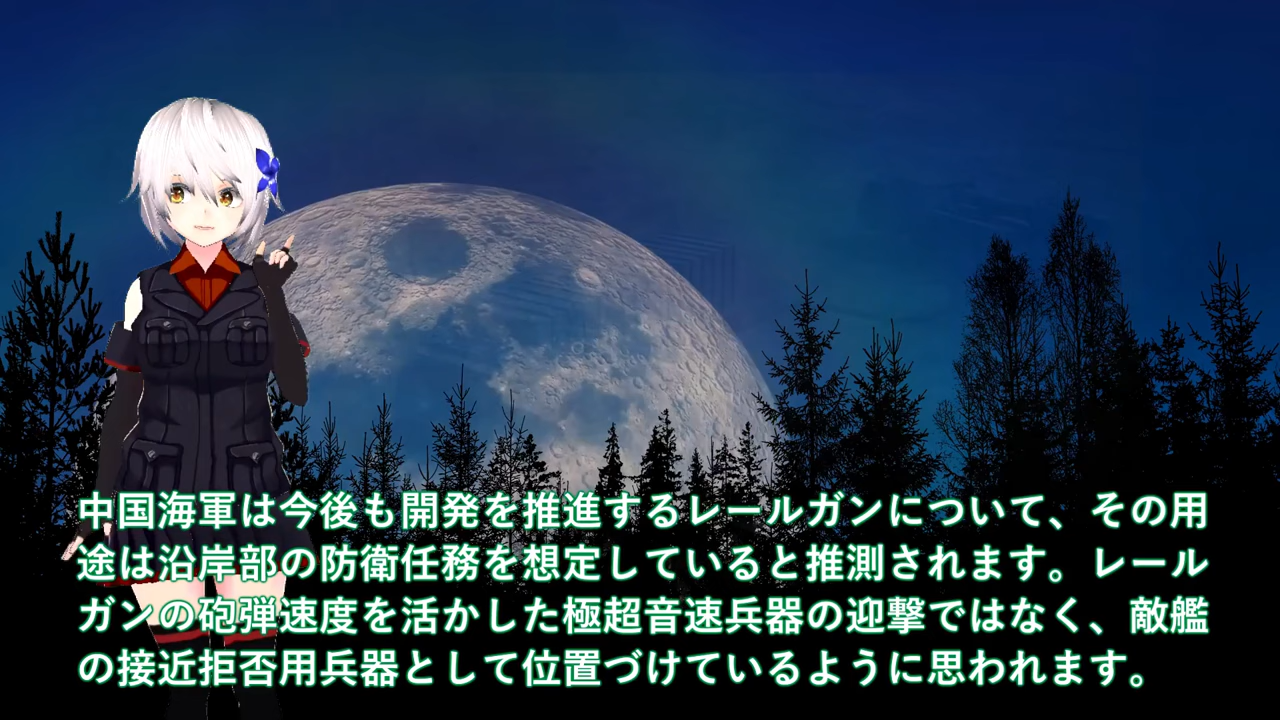 中国海軍は今後も開発を推進するレールガンについて、その用
途は沿岸部の防衛任務を想定していると推測されます。レール
ガンの砲弾速度を活かした極超音速兵器の迎撃ではなく、敵艦
の接近拒否用兵器として位置づけているように思われます。